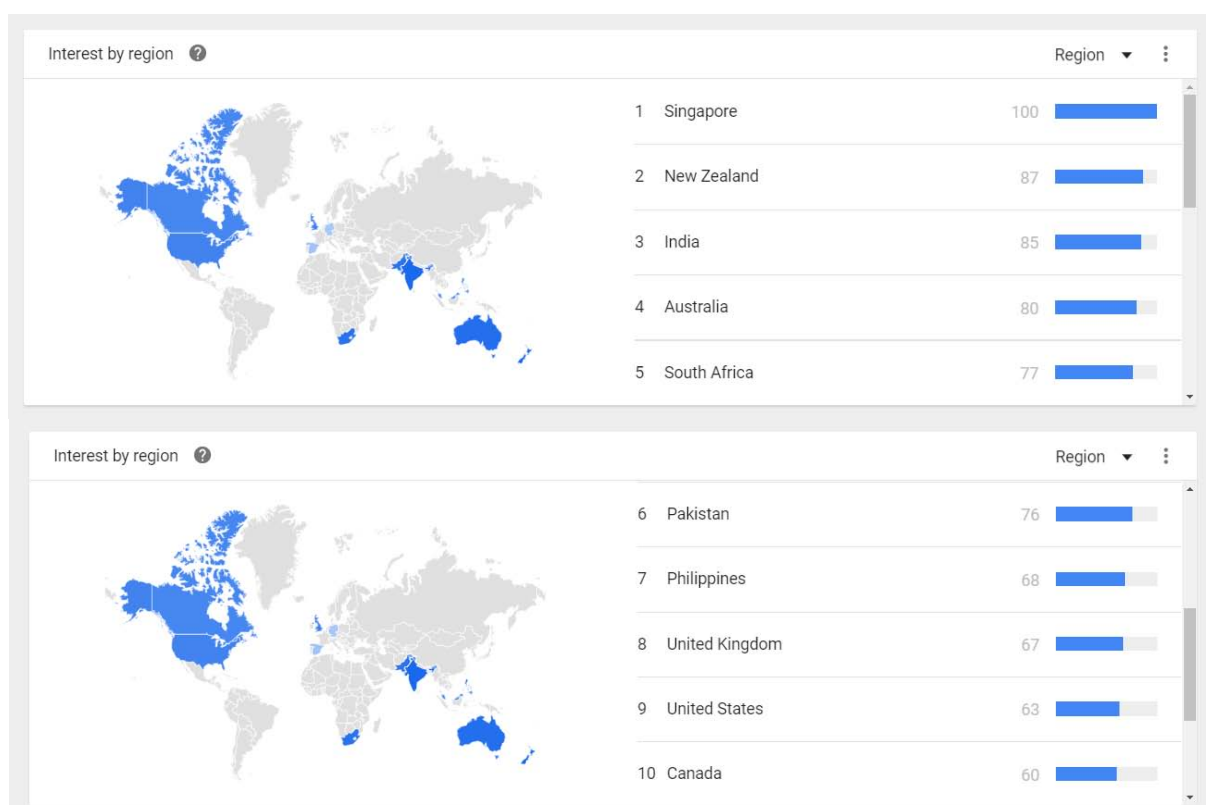 Interest by region ? Region
1 Singapore 100
2 New Zealand 87
3 India 85
4 Australia 80
5 South Africa 77
Interest by region ? Region
6 Pakistan 76
7 Philippines 68
8 United Kingdom 67
9 United States 63
10 Canada 60